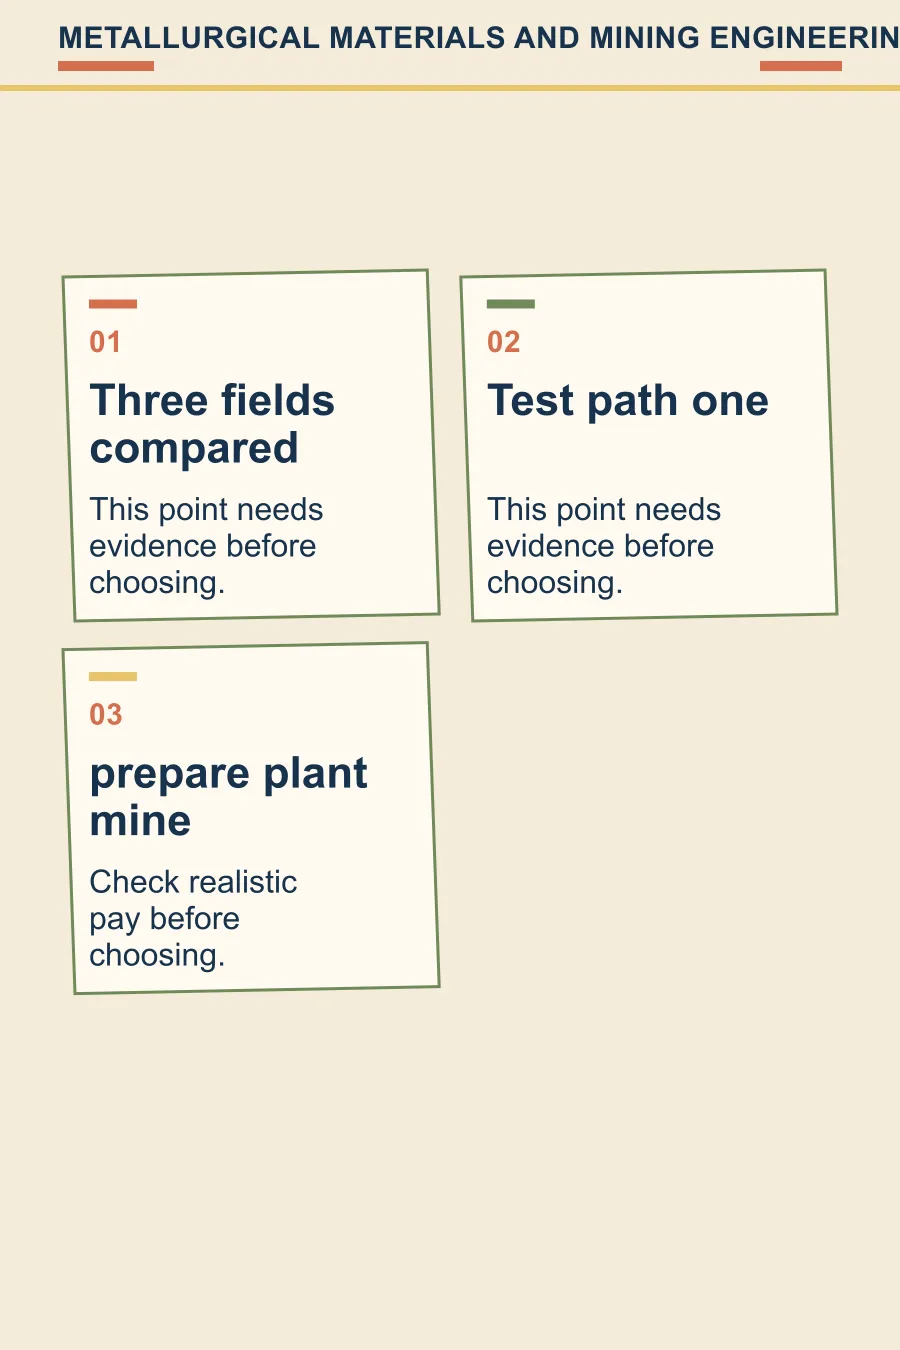 METALLURGICAL MATERIALS AND MINING ENGINEERIN
01
Three fields
compared
This point needs
evidence before
choosing.
02
Test path one
This point needs
evidence before
choosing.
03
prepare plant
mine
Check realistic
pay before
choosing.